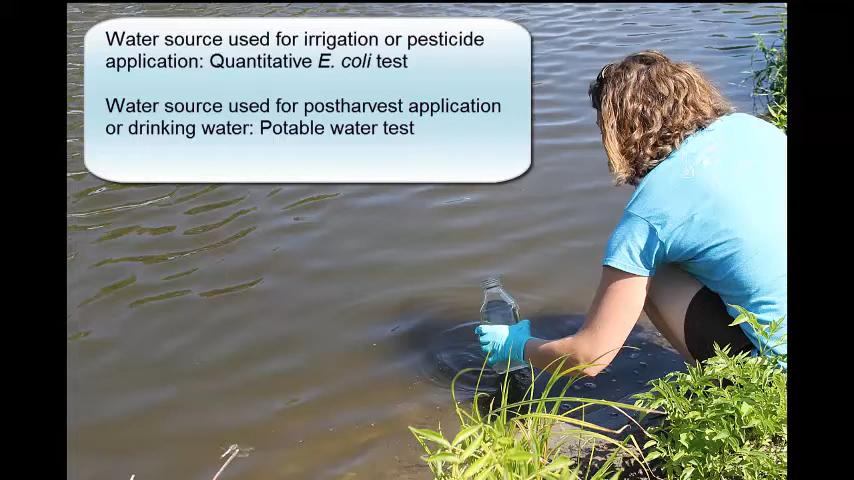 Water source used for irrigation or pesticide
application: Quantitative E. coli test
Water source used for postharvest application
or drinking water: Potable water test